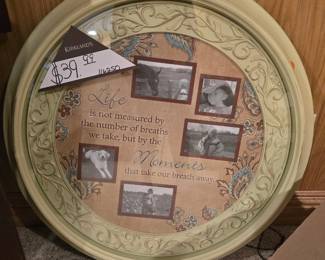 KIRKLAND'S
$39.99
Life
is not measured by
the number of breaths
we take, but by the
Moments
that take our breath away.